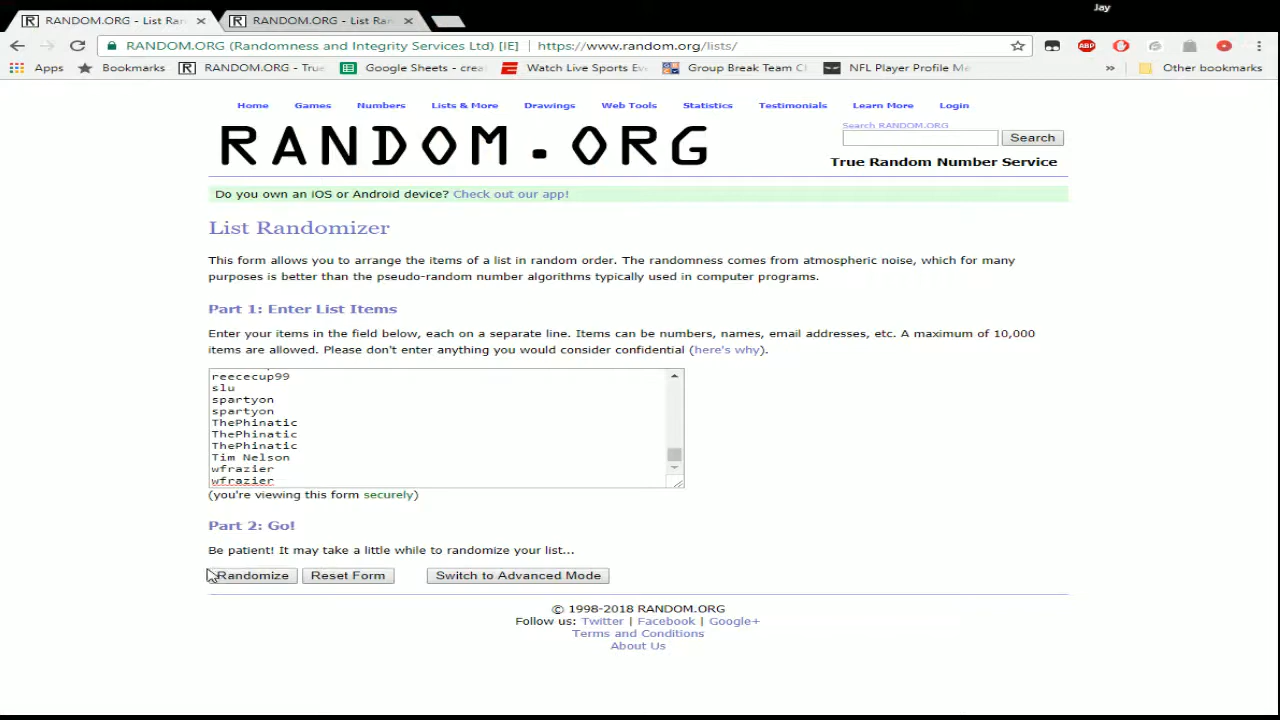 Jay
RANDOM.ORG - List Ran
RANDOM.ORG - List Ran
RANDOM.ORG (Randomness and Integrity Services Ltd) [IE] https://www.random.org/lists/
ABP
Apps Bookmarks RANDOM.ORG - True Google Sheets - crea Watch Live Sports Ev Group Break Team C NFL Player Profile Me » Other bookmarks
Home Games Numbers Lists & More Drawings Web Tools Statistics Testimonials Learn More Login
RANDOM.ORG
Search RANDOM.ORG
Search
True Random Number Service
Do you own an iOS or Android device? Check out our app!
List Randomizer
This form allows you to arrange the items of a list in random order. The randomness comes from atmospheric noise, which for many
purposes is better than the pseudo-random number algorithms typically used in computer programs.
Part 1: Enter List Items
Enter your items in the field below, each on a separate line. Items can be numbers, names, email addresses, etc. A maximum of 10,000
items are allowed. Please don't enter anything you would consider confidential (here's why).
reececup99
slu
spartyon
spartyon
ThePhinatic
ThePhinatic
ThePhinatic
Tim Nelson
wfrazier
wfrazier
(you're viewing this form securely)
Part 2: Go!
Be patient! It may take a little while to randomize your list...
Randomize Reset Form Switch to Advanced Mode
© 1998-2018 RANDOM.ORG
Follow us: Twitter | Facebook | Google+
Terms and Conditions
About Us